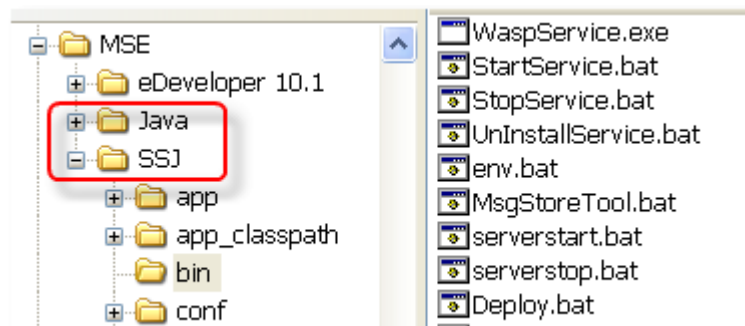 MSE
eDeveloper 10.1
Java
SSJ
app
app_classpath
bin
conf
WaspService.exe
StartService.bat
StopService.bat
UnInstallService.bat
env.bat
MsgStoreTool.bat
serverstart.bat
serverstop.bat
Deploy.bat